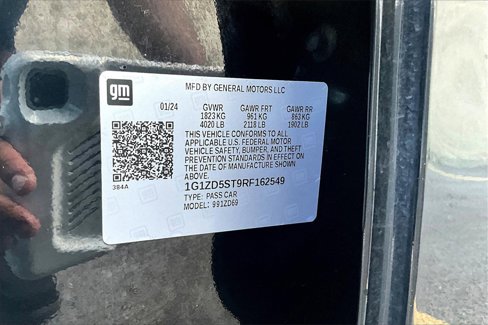 gm
MFD BY GENERAL MOTORS LLC
01/24 GVWR GAWR FRT GAWR RR
1823 KG 961 KG 863 KG
4020 LB 2118 LB 1902 LB
THIS VEHICLE CONFORMS TO ALL
APPLICABLE U.S. FEDERAL MOTOR
VEHICLE SAFETY, BUMPER, AND THEFT
PREVENTION STANDARDS IN EFFECT ON
THE DATE OF MANUFACTURE SHOWN
ABOVE.
384A
1G1ZD5ST9RF162549
TYPE: PASS CAR
MODEL: 991ZD69